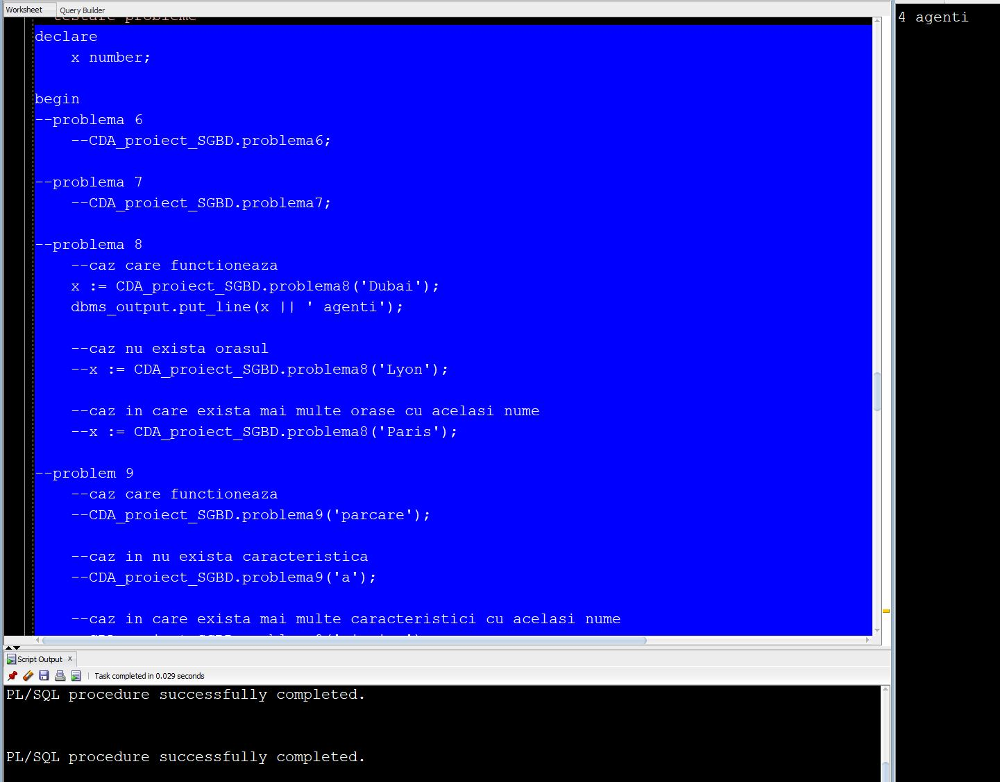 Worksheet
Query Builder
testare probleme
declare
    x number;
begin
--problema 6
    --CDA_proiect_SGBD.problema6;
--problema 7
    --CDA_proiect_SGBD.problema7;
--problema 8
    --caz care functioneaza
    x := CDA_proiect_SGBD.problema8('Dubai');
    dbms_output.put_line(x || ' agenti');
    --caz nu exista orasul
    --x := CDA_proiect_SGBD.problema8('Lyon');
    --caz in care exista mai multe orase cu acelasi nume
    --x := CDA_proiect_SGBD.problema8('Paris');
--problem 9
    --caz care functioneaza
    --CDA_proiect_SGBD.problema9('parcare');
    --caz in nu exista caracteristica
    --CDA_proiect_SGBD.problema9('a');
    --caz in care exista mai multe caracteristici cu acelasi nume
4 agenti
Script Output x
Task completed in 0.029 seconds
PL/SQL procedure successfully completed.
PL/SQL procedure successfully completed.